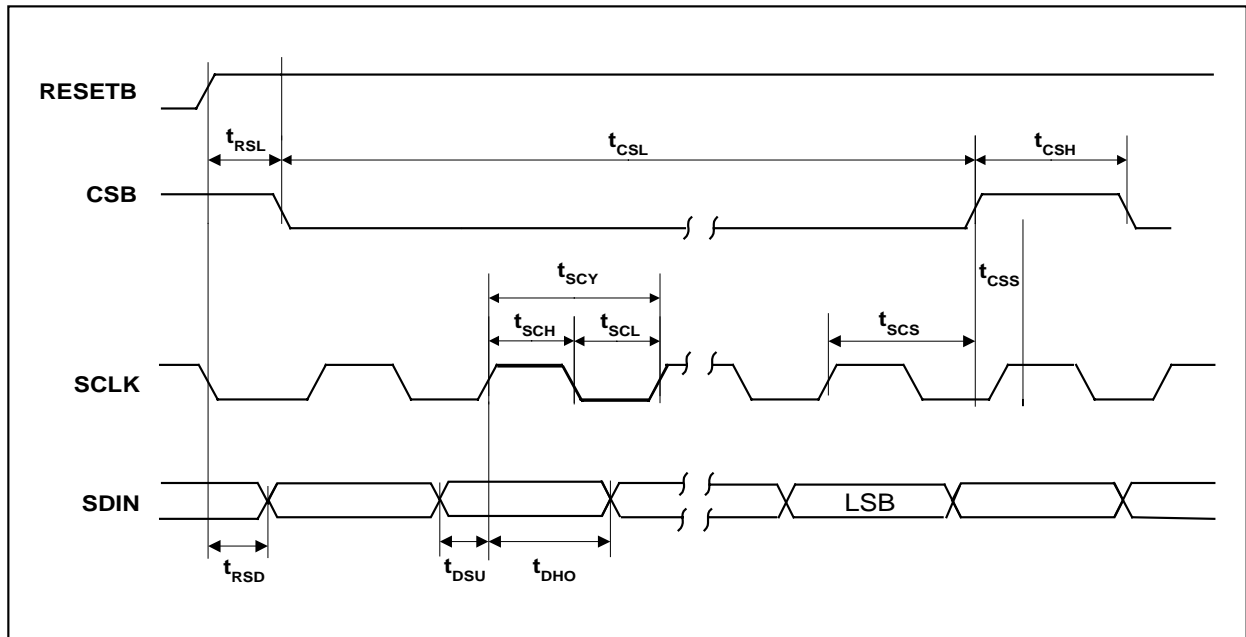 RESETB
tRSL
tCSL
tCSH
CSB
tSCY
tCSS
tSCH
tSCL
tSCS
SCLK
SDIN
LSB
tRSD
tDSU
tDHO